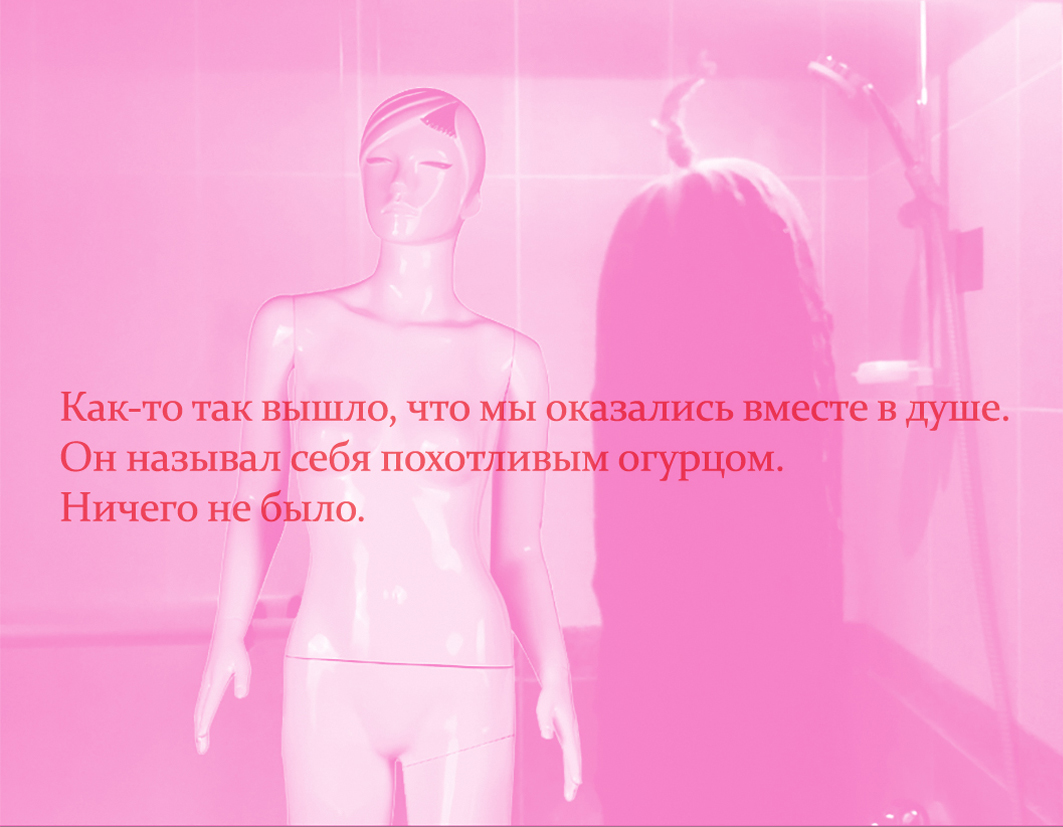 Как-то так вышло, что мы оказались вместе в душе.
Он называл себя похотливым огурцом.
Ничего не было.